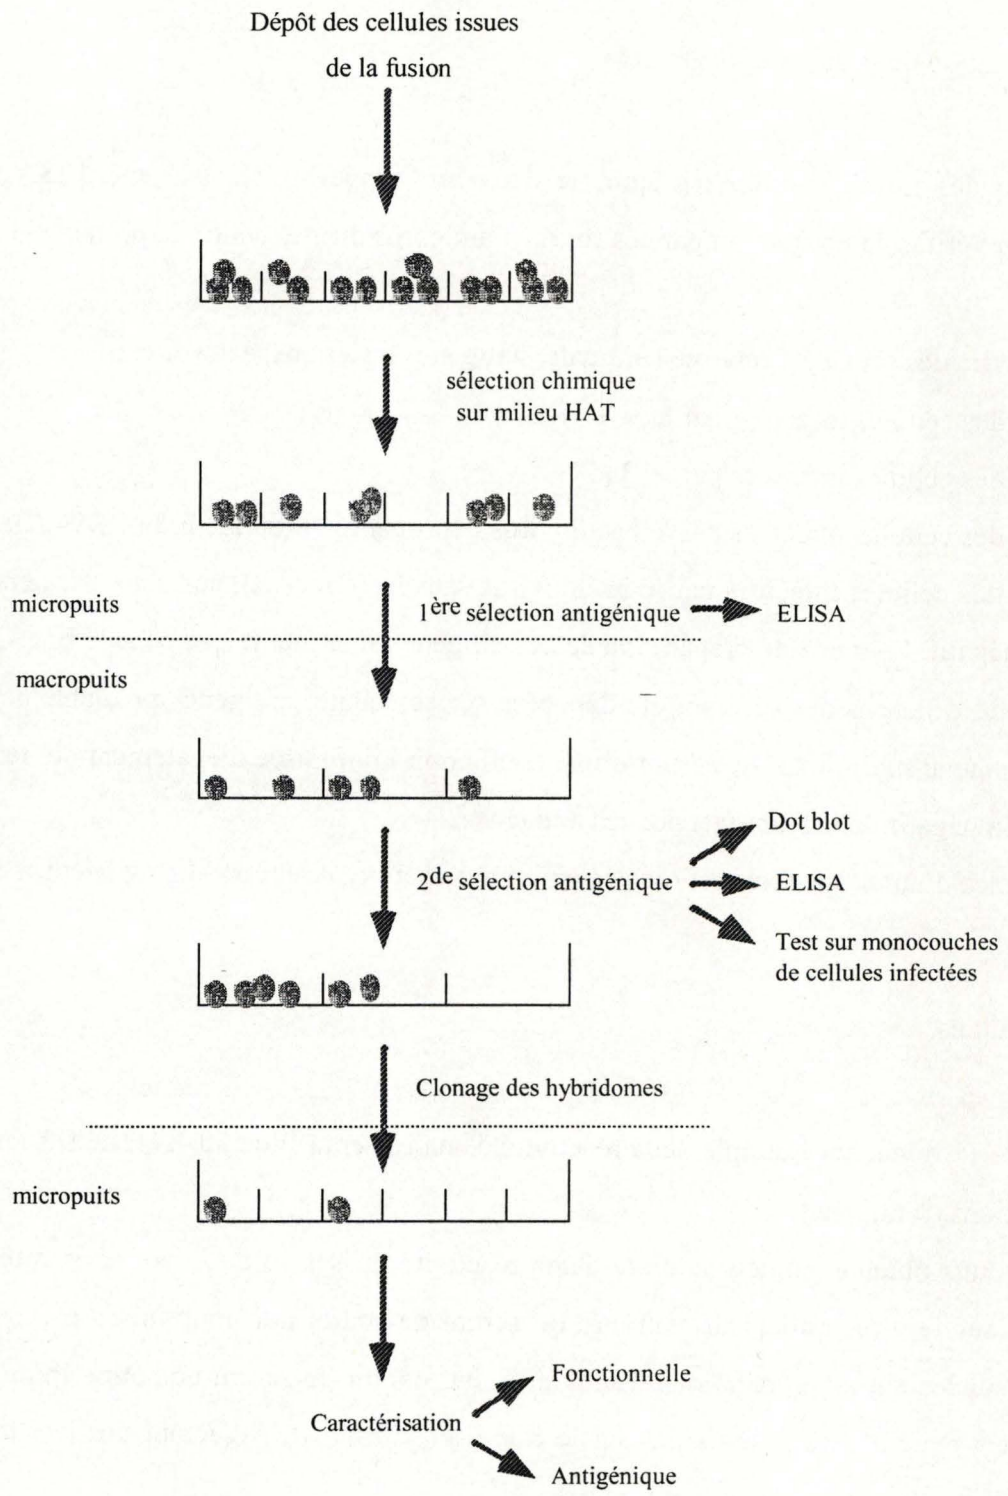 Dépôt des cellules issues
de la fusion
sélection chimique
sur milieu HAT
micropuits
1ère sélection antigénique
ELISA
macropuits
Dot blot
2de sélection antigénique
ELISA
Test sur monocouches
de cellules infectées
Clonage des hybridomes
micropuits
Fonctionnelle
Caractérisation
Antigénique